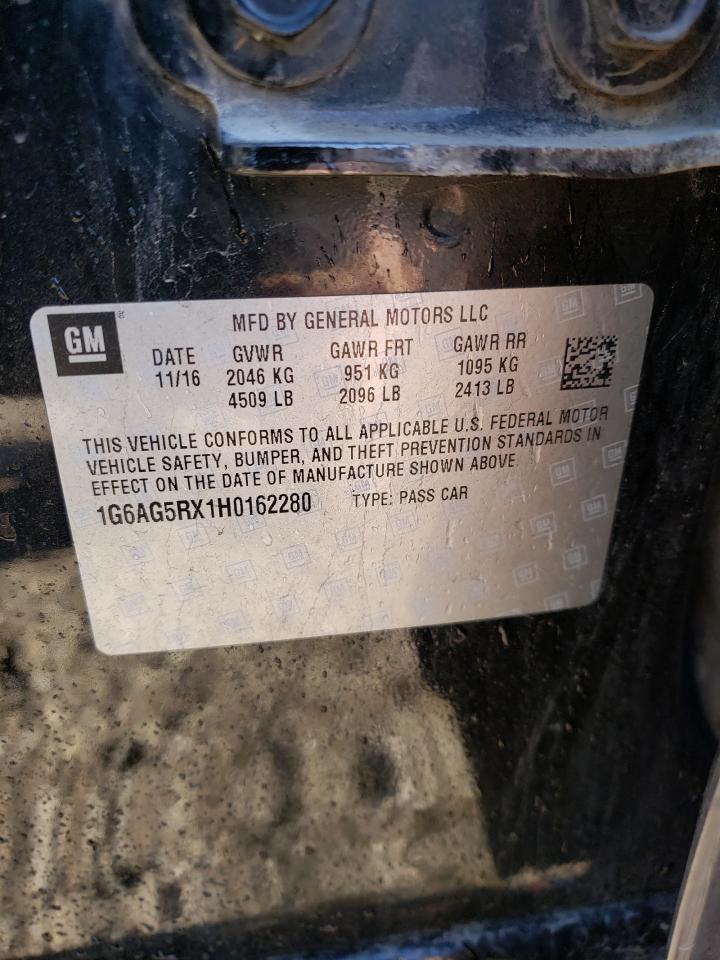 GM
MFD BY GENERAL MOTORS LLC
DATE GVWR GAWR FRT GAWR RR
11/16 2046 KG 951 KG 1095 KG
4509 LB 2096 LB 2413 LB
THIS VEHICLE CONFORMS TO ALL APPLICABLE U.S. FEDERAL MOTOR
VEHICLE SAFETY, BUMPER, AND THEFT PREVENTION STANDARDS IN
EFFECT ON THE DATE OF MANUFACTURE SHOWN ABOVE.
1G6AG5RX1H0162280 TYPE: PASS CAR